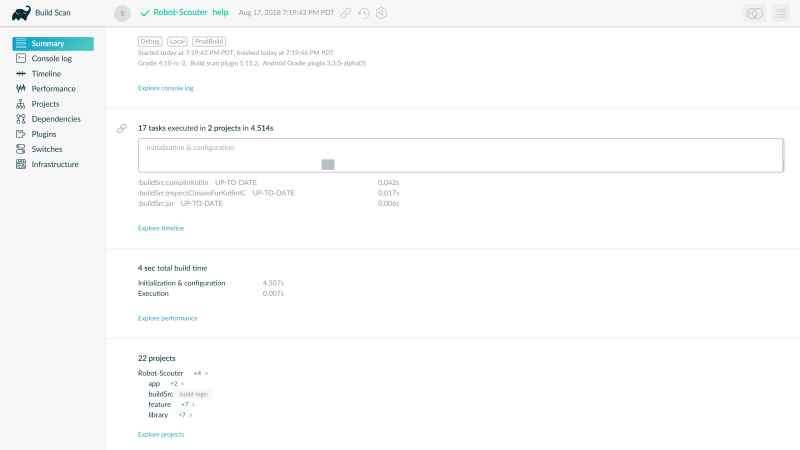 Build Scan
Robot-Scouter help Aug 17, 2018 7:19:42 PM PDT
Summary
Console log
Timeline
Performance
Projects
Dependencies
Plugins
Switches
Infrastructure
Debug Local ProdBuild
Started today at 7:19:42 PM PDT, finished today at 7:19:46 PM PDT
Gradle 4.10-rc-2, Build scan plugin 1.15.2, Android Gradle plugin 3.3.0-alpha05
Explore console log
17 tasks executed in 2 projects in 4.514s
Initialization & configuration
:buildSrc:compileKotlin UP-TO-DATE 0.042s
:buildSrc:inspectClassesForKotlinIC UP-TO-DATE 0.017s
:buildSrc:jar UP-TO-DATE 0.006s
Explore timeline
4 sec total build time
Initialization & configuration 4.507s
Execution 0.007s
Explore performance
22 projects
Robot-Scouter +4 >
app +2 >
buildSrc build logic
feature +7 >
library +7 >
Explore projects